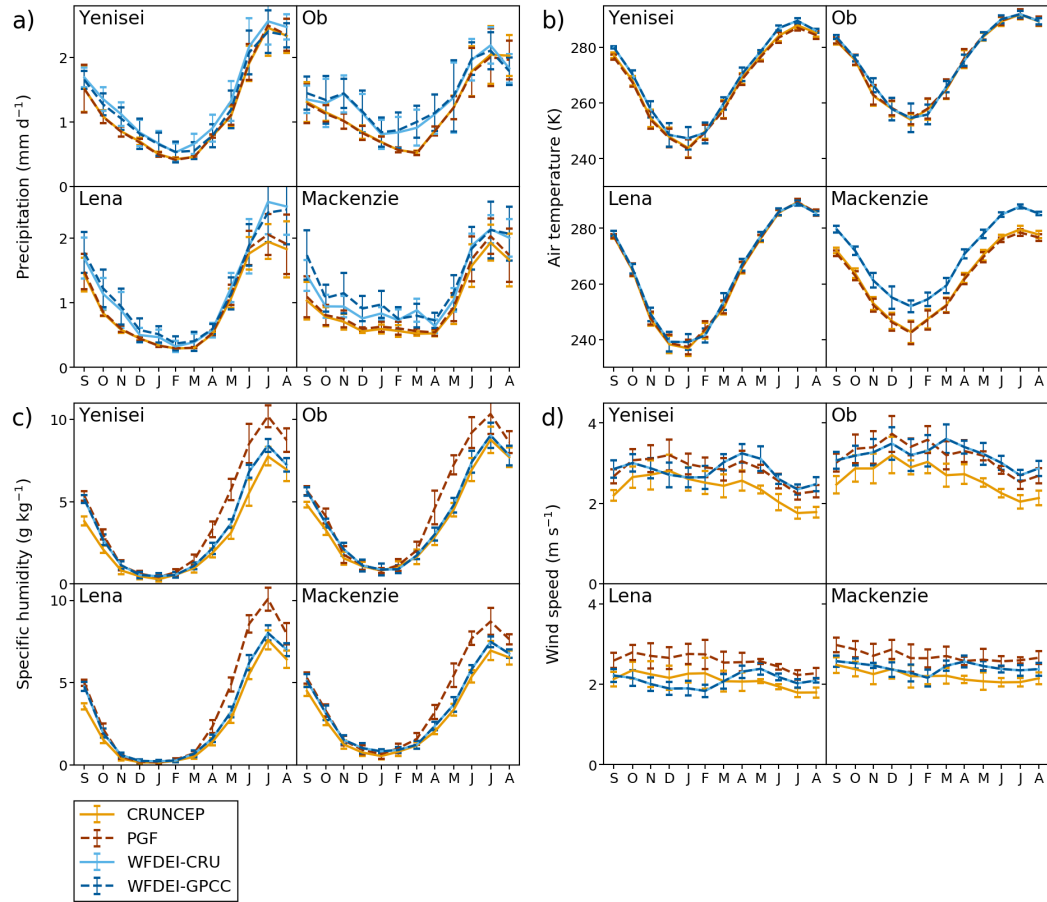 a)
Yenisei
Ob
2
1
0
Lena
Mackenzie
2
1
0
Precipitation (mm d⁻¹)
S O N D J F M A M J J A
S O N D J F M A M J J A
b)
Yenisei
Ob
280
260
240
Lena
Mackenzie
280
260
240
Air temperature (K)
S O N D J F M A M J J A
S O N D J F M A M J J A
c)
Yenisei
Ob
10
5
0
Lena
Mackenzie
10
5
0
Specific humidity (g kg⁻¹)
S O N D J F M A M J J A
S O N D J F M A M J J A
d)
Yenisei
Ob
4
2
0
Lena
Mackenzie
4
2
0
Wind speed (m s⁻¹)
S O N D J F M A M J J A
S O N D J F M A M J J A
CRUNCEP
PGF
WFDEI-CRU
WFDEI-GPCC